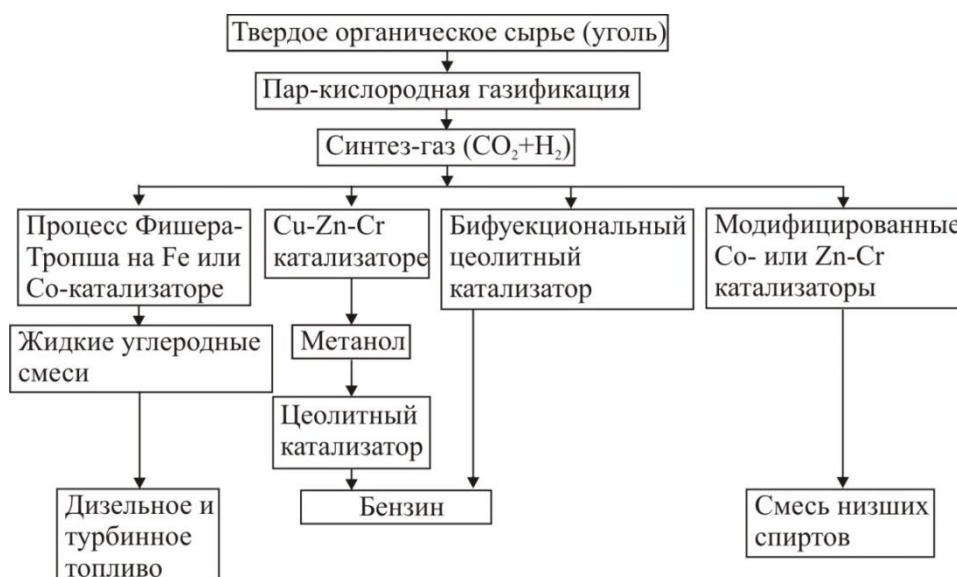 Твердое органическое сырье (уголь)
Пар-кислородная газификация
Синтез-газ (CO₂+H₂)
Процесс Фишера-
Тропша на Fe или
Со-катализаторе
Cu-Zn-Cr
катализаторе
Бифуекциональный
цеолитный
катализатор
Модифицированные
Co- или Zn-Cr
катализаторы
Жидкие углеродные
смеси
Метанол
Цеолитный
катализатор
Дизельное и
турбинное
топливо
Бензин
Смесь низших
спиртов